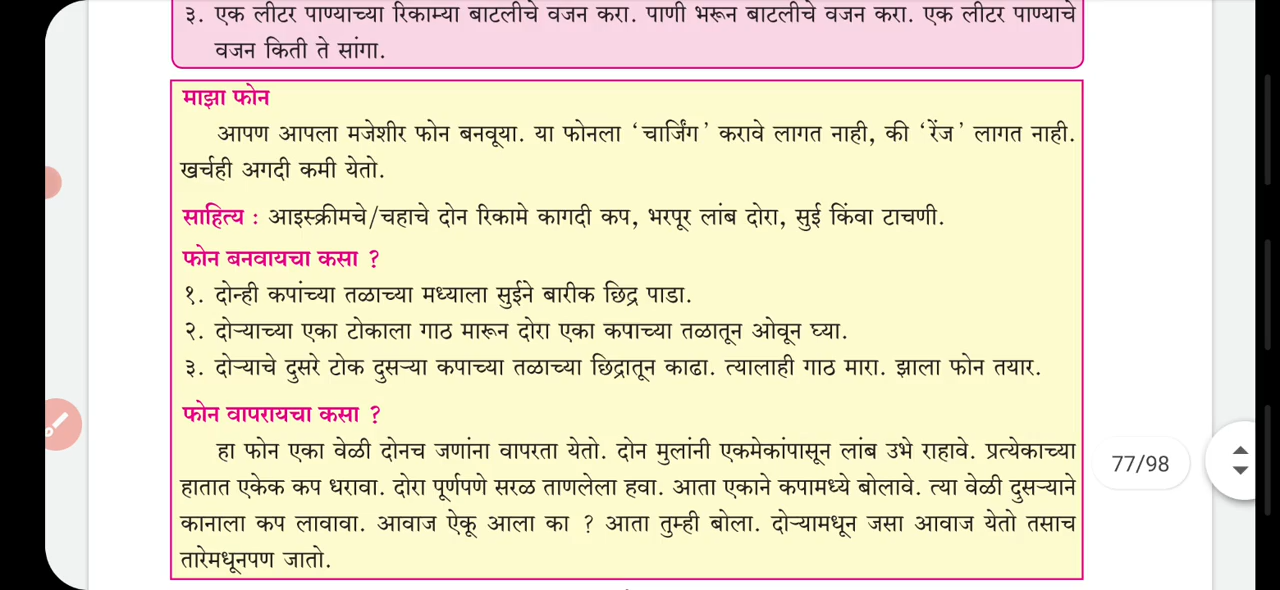 ३. एक लीटर पाण्याच्या रिकाम्या बाटलीचे वजन करा. पाणी भरून बाटलीचे वजन करा. एक लीटर पाण्याचे
वजन किती ते सांगा.
माझा फोन
आपण आपला मजेशीर फोन बनवूया. या फोनला ‘चार्जिंग’ करावे लागत नाही, की ‘रेंज’ लागत नाही.
खर्चही अगदी कमी येतो.
साहित्य : आइस्क्रीमचे/चहाचे दोन रिकामे कागदी कप, भरपूर लांब दोरा, सुई किंवा टाचणी.
फोन बनवायचा कसा ?
१. दोन्ही कपांच्या तळाच्या मध्याला सुईने बारीक छिद्र पाडा.
२. दोऱ्याच्या एका टोकाला गाठ मारून दोरा एका कपाच्या तळातून ओवून घ्या.
३. दोऱ्याचे दुसरे टोक दुसऱ्या कपाच्या तळाच्या छिद्रातून काढा. त्यालाही गाठ मारा. झाला फोन तयार.
फोन वापरायचा कसा ?
हा फोन एका वेळी दोनच जणांना वापरता येतो. दोन मुलांनी एकमेकांपासून लांब उभे राहावे. प्रत्येकाच्या
हातात एकेक कप धरावा. दोरा पूर्णपणे सरळ ताणलेला हवा. आता एकाने कपामध्ये बोलावे. त्या वेळी दुसऱ्याने
कानाला कप लावावा. आवाज ऐकू आला का ? आता तुम्ही बोला. दोऱ्यामधून जसा आवाज येतो तसाच
तारेमधूनपण जातो.
77/98